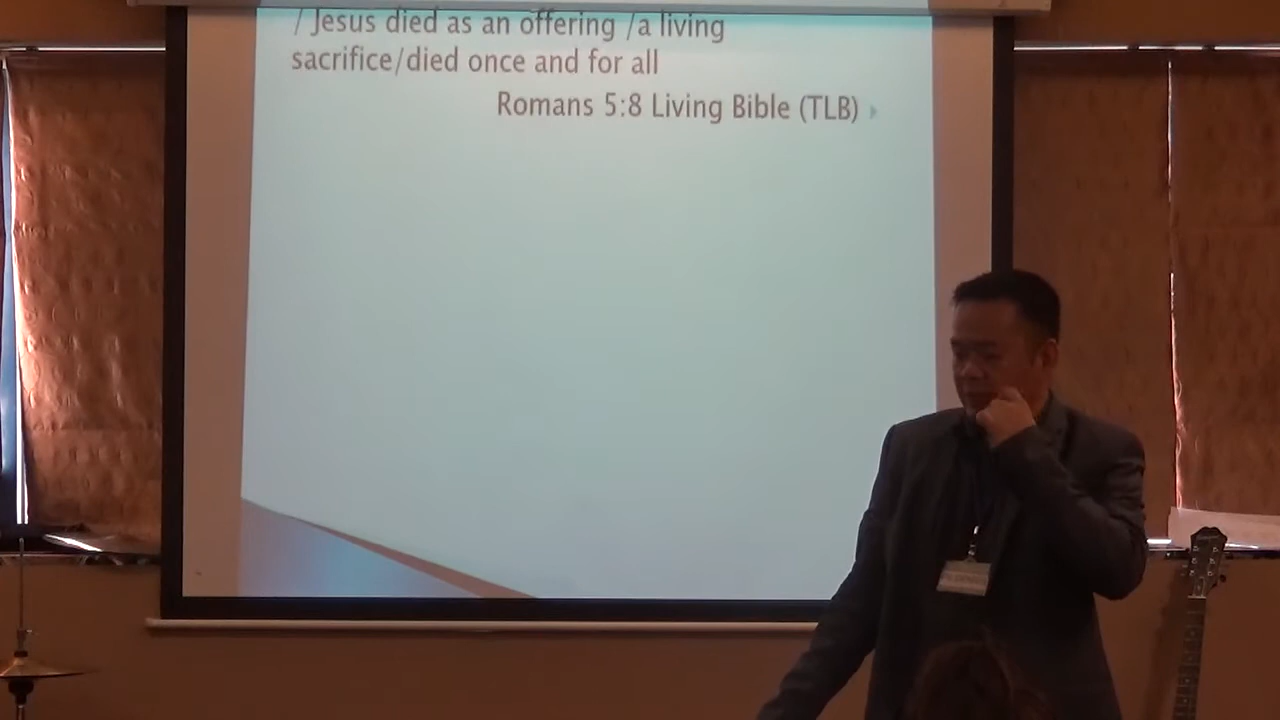 / Jesus died as an offering /a living
sacrifice/died once and for all
Romans 5:8 Living Bible (TLB)